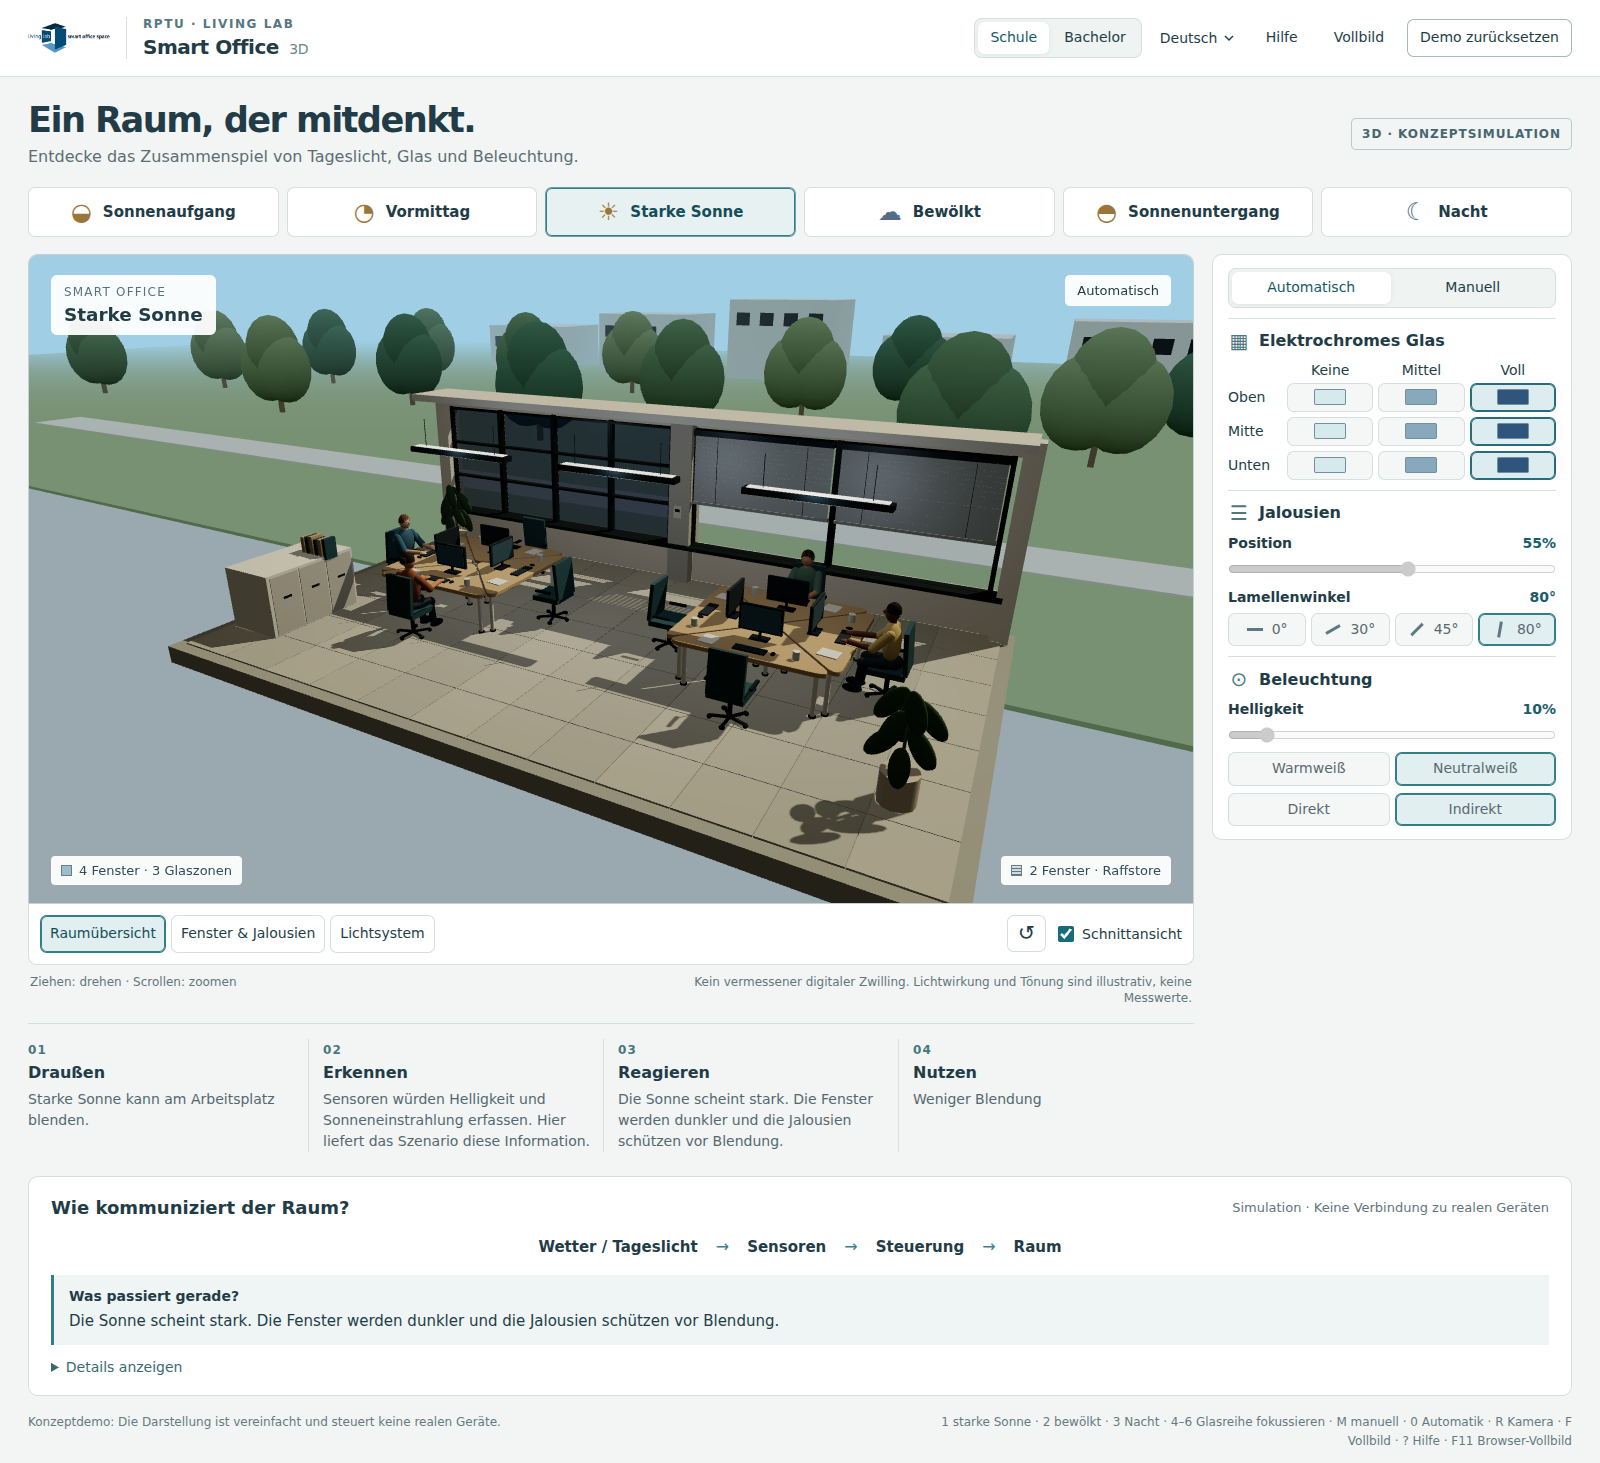 living lab smart office space
RPTU · LIVING LAB
Smart Office 3D
Schule
Bachelor
Deutsch
Hilfe
Vollbild
Demo zurücksetzen
Ein Raum, der mitdenkt.
Entdecke das Zusammenspiel von Tageslicht, Glas und Beleuchtung.
3D · KONZEPTSIMULATION
Sonnenaufgang
Vormittag
Starke Sonne
Bewölkt
Sonnenuntergang
Nacht
SMART OFFICE
Starke Sonne
Automatisch
4 Fenster · 3 Glaszonen
2 Fenster · Raffstore
Raumübersicht
Fenster & Jalousien
Lichtsystem
Schnittansicht
Ziehen: drehen · Scrollen: zoomen
Kein vermessener digitaler Zwilling. Lichtwirkung und Tönung sind illustrativ, keine
Messwerte.
Automatisch
Manuell
Elektrochromes Glas
Keine Mittel Voll
Oben
Mitte
Unten
Jalousien
Position 55%
Lamellenwinkel 80°
0° 30° 45° 80°
Beleuchtung
Helligkeit 10%
Warmweiß
Neutralweiß
Direkt
Indirekt
01
Draußen
Starke Sonne kann am Arbeitsplatz
blenden.
02
Erkennen
Sensoren würden Helligkeit und
Sonneneinstrahlung erfassen. Hier
liefert das Szenario diese Information.
03
Reagieren
Die Sonne scheint stark. Die Fenster
werden dunkler und die Jalousien
schützen vor Blendung.
04
Nutzen
Weniger Blendung
Wie kommuniziert der Raum?
Simulation · Keine Verbindung zu realen Geräten
Wetter / Tageslicht → Sensoren → Steuerung → Raum
Was passiert gerade?
Die Sonne scheint stark. Die Fenster werden dunkler und die Jalousien schützen vor Blendung.
Details anzeigen
Konzeptdemo: Die Darstellung ist vereinfacht und steuert keine realen Geräte.
1 starke Sonne · 2 bewölkt · 3 Nacht · 4–6 Glasreihe fokussieren · M manuell · 0 Automatik · R Kamera · F
Vollbild · ? Hilfe · F11 Browser-Vollbild